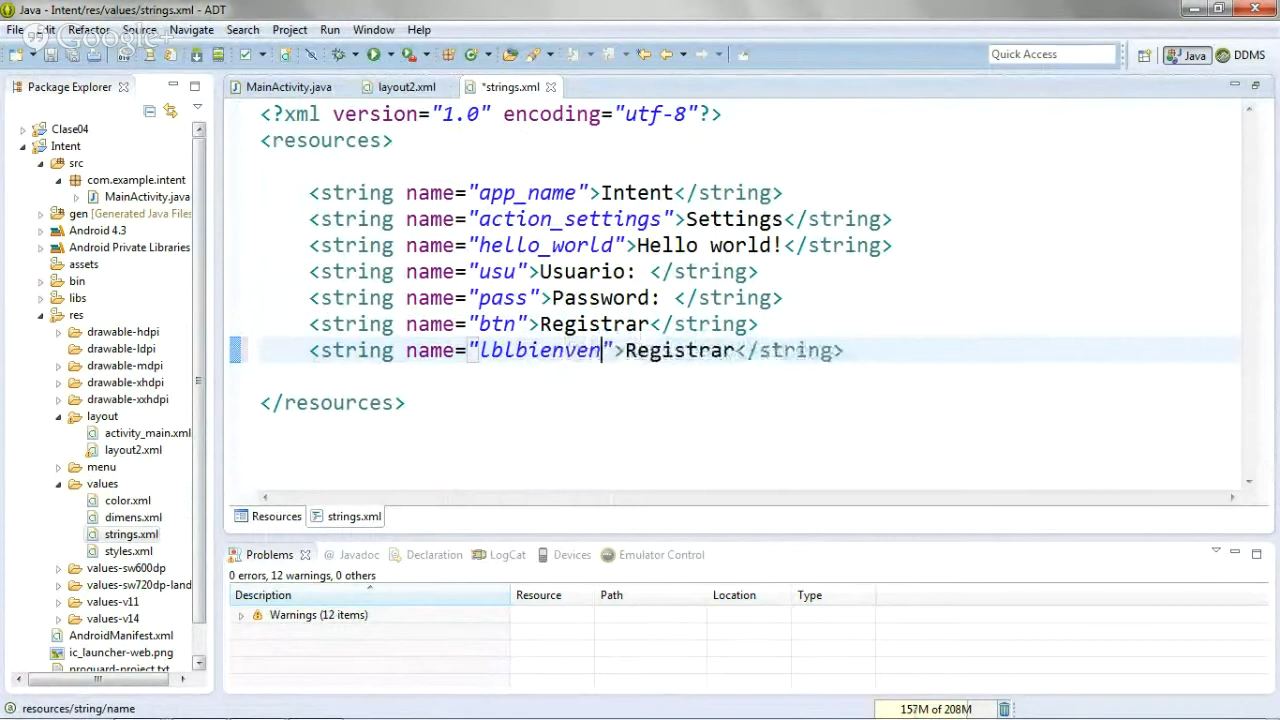 Java - Intent/res/values/strings.xml - ADT
File Edit Refactor Source Navigate Search Project Run Window Help
Google+
Quick Access
Java
DDMS
Package Explorer
MainActivity.java
layout2.xml
*strings.xml
Clase04
Intent
src
com.example.intent
MainActivity.java
gen [Generated Java Files
Android 4.3
Android Private Libraries
assets
bin
libs
res
drawable-hdpi
drawable-ldpi
drawable-mdpi
drawable-xhdpi
drawable-xxhdpi
layout
activity_main.xml
layout2.xml
menu
values
color.xml
dimens.xml
strings.xml
styles.xml
values-sw600dp
values-sw720dp-land
values-v11
values-v14
AndroidManifest.xml
ic_launcher-web.png
proguard-project.txt
<?xml version="1.0" encoding="utf-8"?>
<resources>
<string name="app_name">Intent</string>
<string name="action_settings">Settings</string>
<string name="hello_world">Hello world!</string>
<string name="usu">Usuario: </string>
<string name="pass">Password: </string>
<string name="btn">Registrar</string>
<string name="lblbienven">Registrar</string>
</resources>
Resources
strings.xml
Problems
Javadoc
Declaration
LogCat
Devices
Emulator Control
0 errors, 12 warnings, 0 others
Description Resource Path Location Type
Warnings (12 items)
resources/string/name
157M of 208M